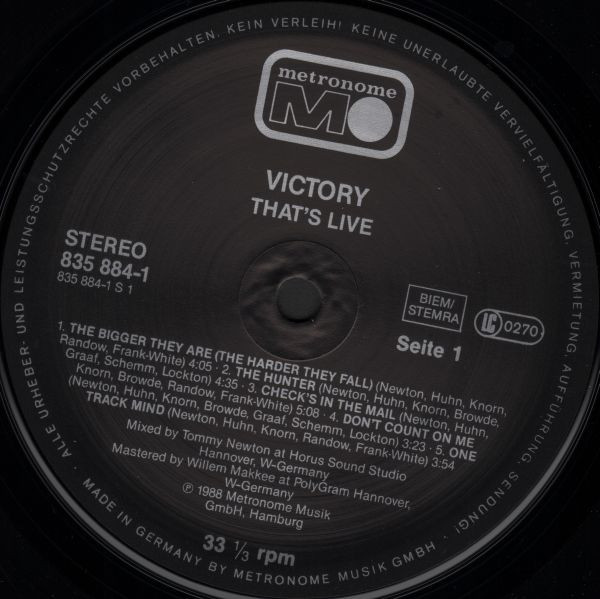 ALLE URHEBER- UND LEISTUNGSSCHUTZRECHTE VORBEHALTEN. KEIN VERLEIH! KEINE UNERLAUBTE VERVIELFÄLTIGUNG, VERMIETUNG, AUFFÜHRUNG, SENDUNG!
metronome
M
VICTORY
THAT'S LIVE
STEREO
835 884-1
835 884-1 S 1
BIEM/
STEMRA
LC 0270
Seite 1
1. THE BIGGER THEY ARE (THE HARDER THEY FALL) (Newton, Huhn, Korn,
Randow, Frank-White) 4:05 · 2. THE HUNTER (Newton, Huhn, Korn, Browde,
Graaf, Schemm, Lockton) 4:35 · 3. CHECK'S IN THE MAIL (Newton, Huhn,
Knorn, Browde, Randow, Frank-White) 5:08 · 4. DON'T COUNT ON ME
(Newton, Huhn, Knorn, Browde, Graaf, Schemm, Lockton) 3:23 · 5. ONE
TRACK MIND (Newton, Huhn, Knorn, Randow, Frank-White) 3:54
Mixed by Tommy Newton at Horus Sound Studio
Hannover, W-Germany
Mastered by Willem Makkee at PolyGram Hannover,
W-Germany
℗ 1988 Metronome Musik
GmbH, Hamburg
33 1/3 rpm
· MADE IN GERMANY BY METRONOME MUSIK GMBH ·